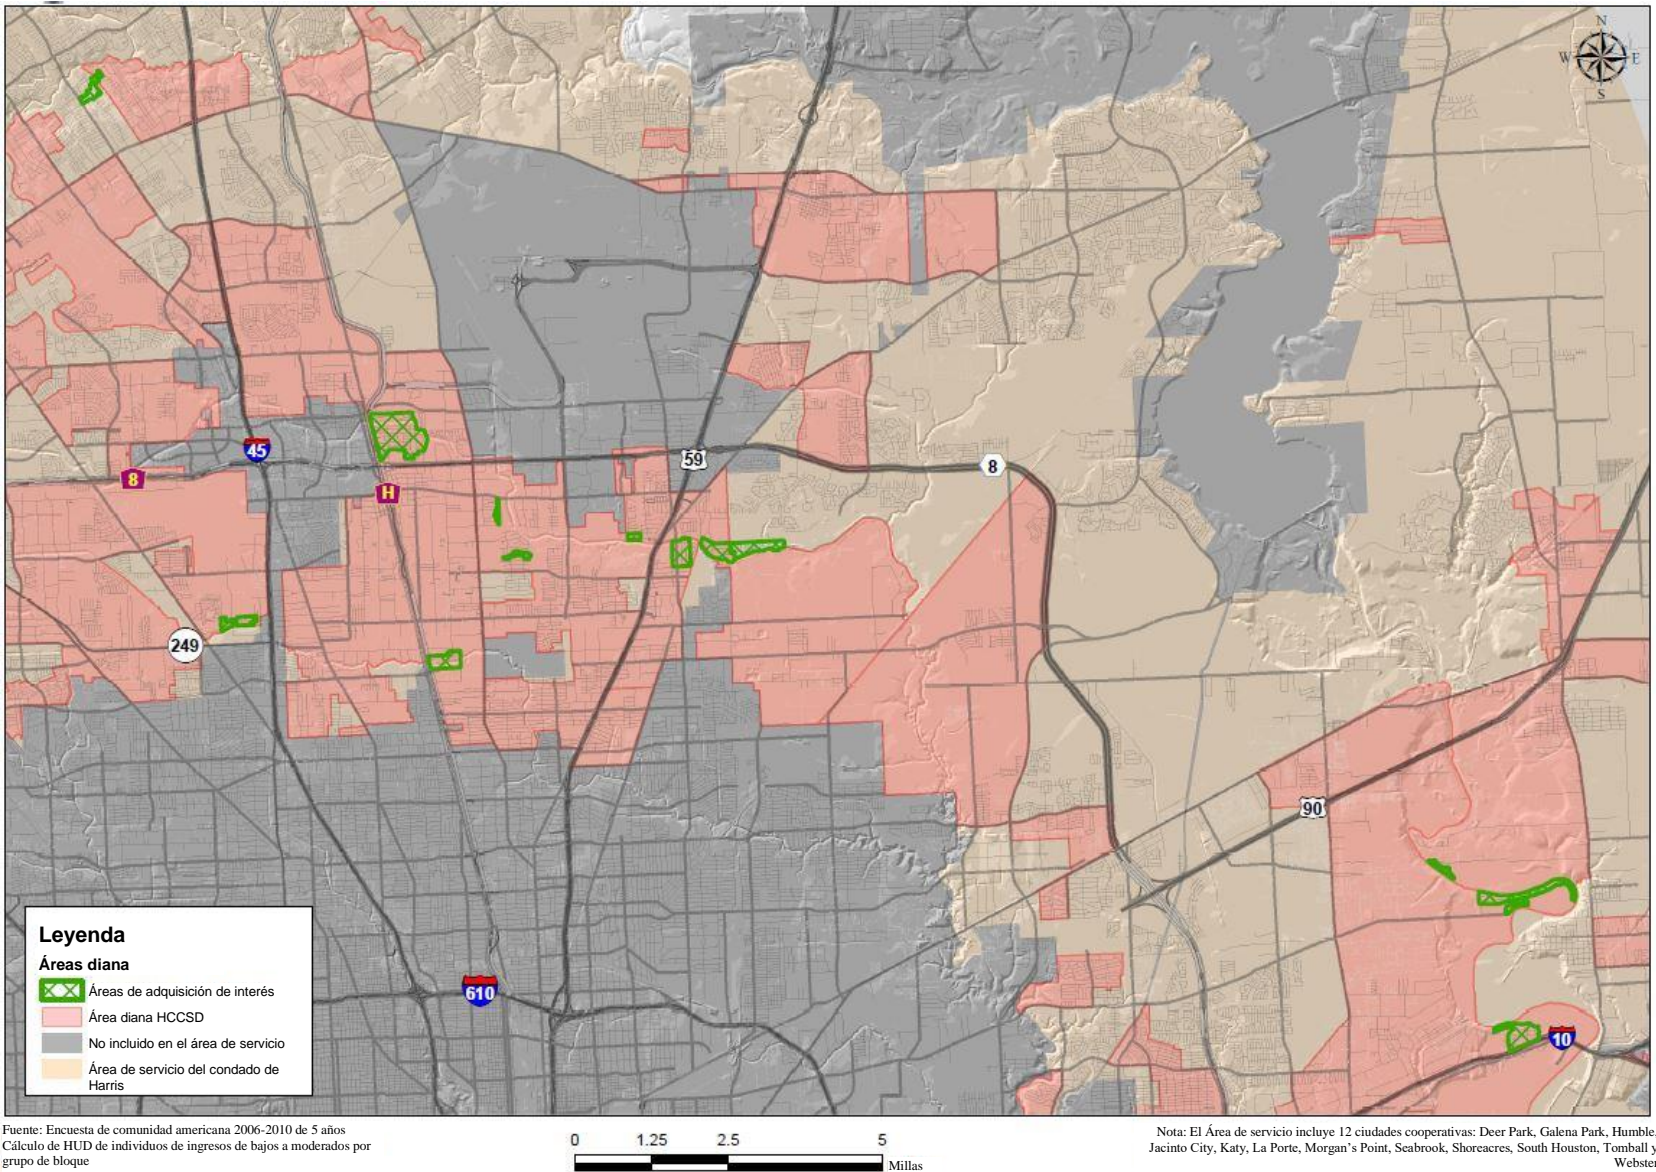 N
W E
S
45
59
8
8
H
249
90
610
10
Leyenda
Áreas diana
Áreas de adquisición de interés
Área diana HCCSD
No incluido en el área de servicio
Área de servicio del condado de
Harris
Fuente: Encuesta de comunidad americana 2006-2010 de 5 años
Cálculo de HUD de individuos de ingresos de bajos a moderados por
grupo de bloque
0 1.25 2.5 5
Millas
Nota: El Área de servicio incluye 12 ciudades cooperativas: Deer Park, Galena Park, Humble,
Jacinto City, Katy, La Porte, Morgan's Point, Seabrook, Shoreacres, South Houston, Tomball y
Webster